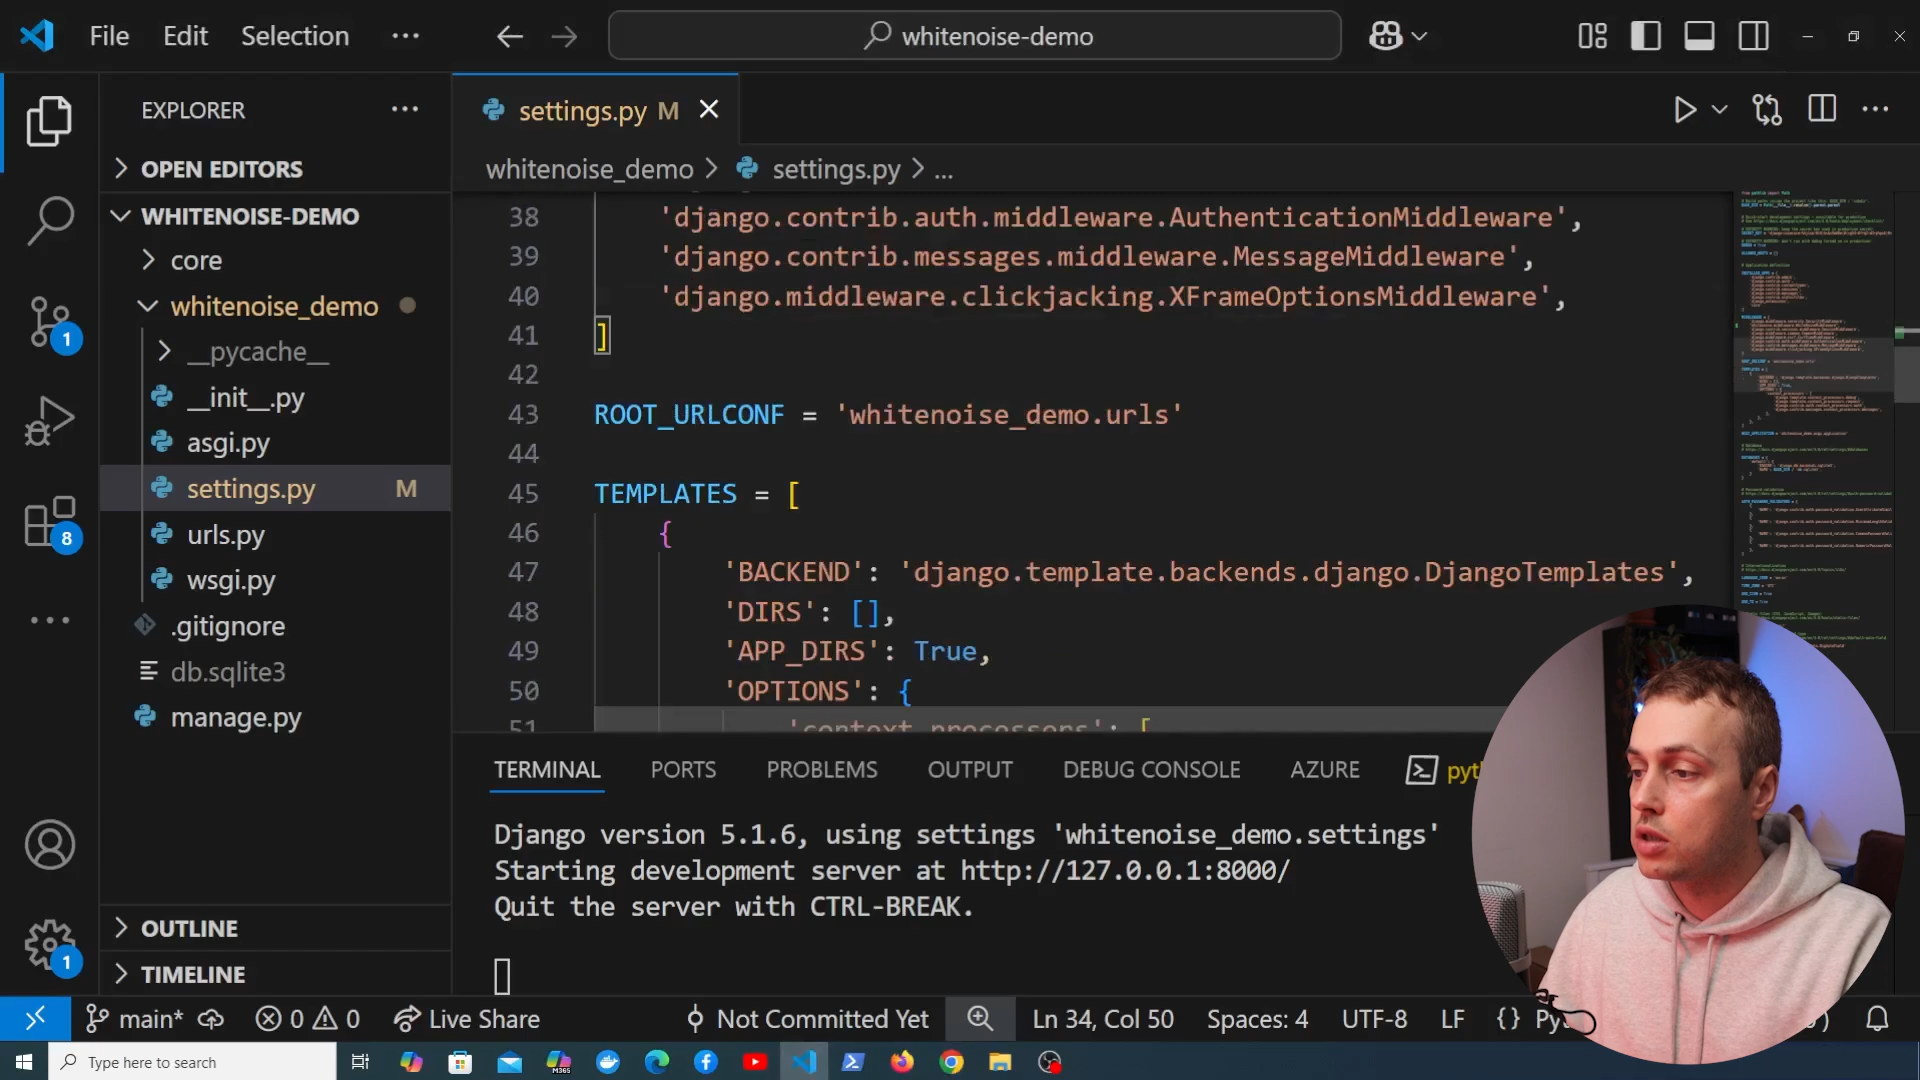 File Edit Selection ...
whitenoise-demo
EXPLORER ...
OPEN EDITORS
WHITENOISE-DEMO
core
whitenoise_demo
__pycache__
__init__.py
asgi.py
settings.py M
urls.py
wsgi.py
.gitignore
db.sqlite3
manage.py
OUTLINE
TIMELINE
1
8
1
settings.py M
whitenoise_demo > settings.py > ...
38 'django.contrib.auth.middleware.AuthenticationMiddleware',
39 'django.contrib.messages.middleware.MessageMiddleware',
40 'django.middleware.clickjacking.XFrameOptionsMiddleware',
41 ]
42
43 ROOT_URLCONF = 'whitenoise_demo.urls'
44
45 TEMPLATES = [
46 {
47 'BACKEND': 'django.template.backends.django.DjangoTemplates',
48 'DIRS': [],
49 'APP_DIRS': True,
50 'OPTIONS': {
51 'context_processors': [
TERMINAL PORTS PROBLEMS OUTPUT DEBUG CONSOLE AZURE
Django version 5.1.6, using settings 'whitenoise_demo.settings'
Starting development server at http://127.0.0.1:8000/
Quit the server with CTRL-BREAK.
main* 0 0 Live Share Not Committed Yet Ln 34, Col 50 Spaces: 4 UTF-8 LF {}
Type here to search